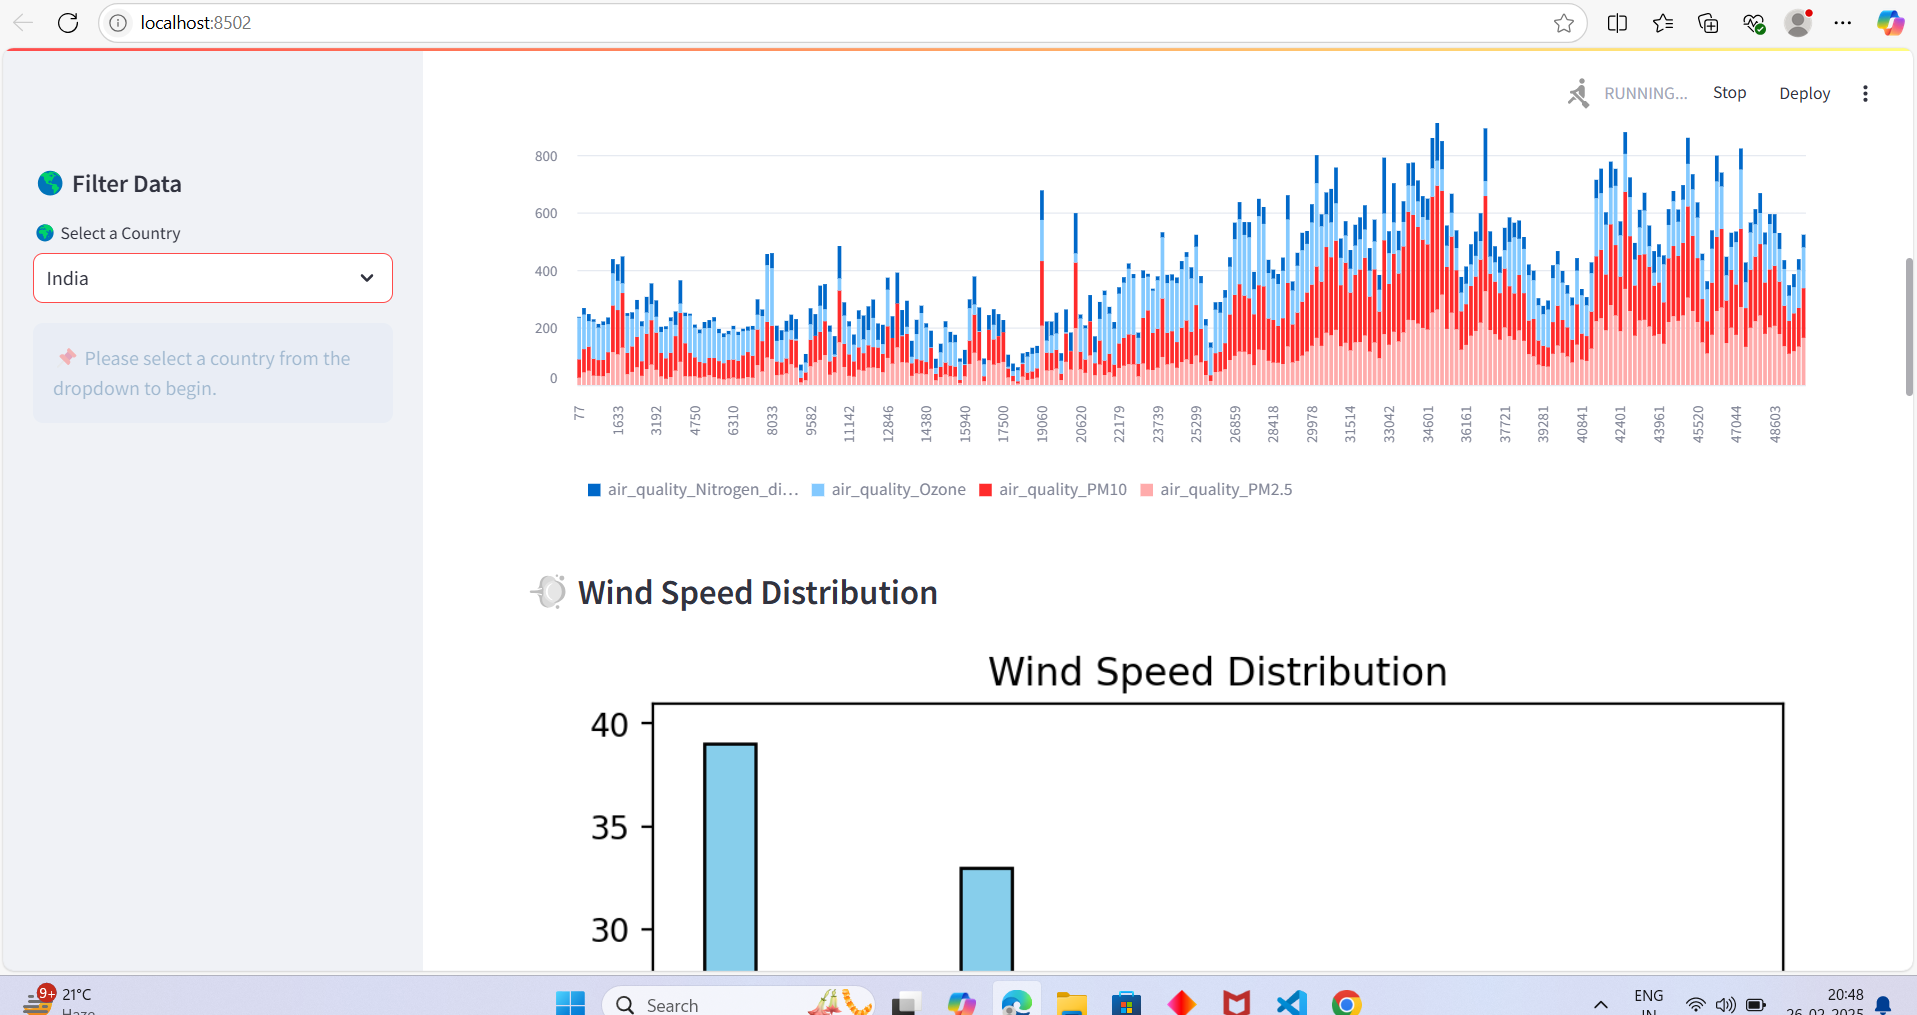 localhost:8502
RUNNING...
Stop
Deploy
Filter Data
Select a Country
India
Please select a country from the
dropdown to begin.
800
600
400
200
0
77
1633
3192
4750
6310
8033
9582
11142
12846
14380
15940
17500
19060
20620
22179
23739
25299
26859
28418
29978
31514
33042
34601
36161
37721
39281
40841
42401
43961
45520
47044
48603
air_quality_Nitrogen_di...
air_quality_Ozone
air_quality_PM10
air_quality_PM2.5
Wind Speed Distribution
Wind Speed Distribution
40
35
30
9+
21°C
Haze
Search
ENG
IN
20:48
26-02-2025